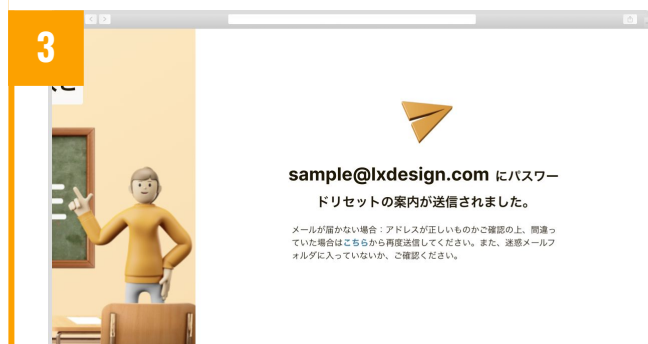 3
sample@lxdesign.com にパスワー
ドリセットの案内が送信されました。
メールが届かない場合：アドレスが正しいものかご確認の上、間違っ
ていた場合はこちらから再度送信してください。また、迷惑メールフ
ォルダに入っていないか、ご確認ください。